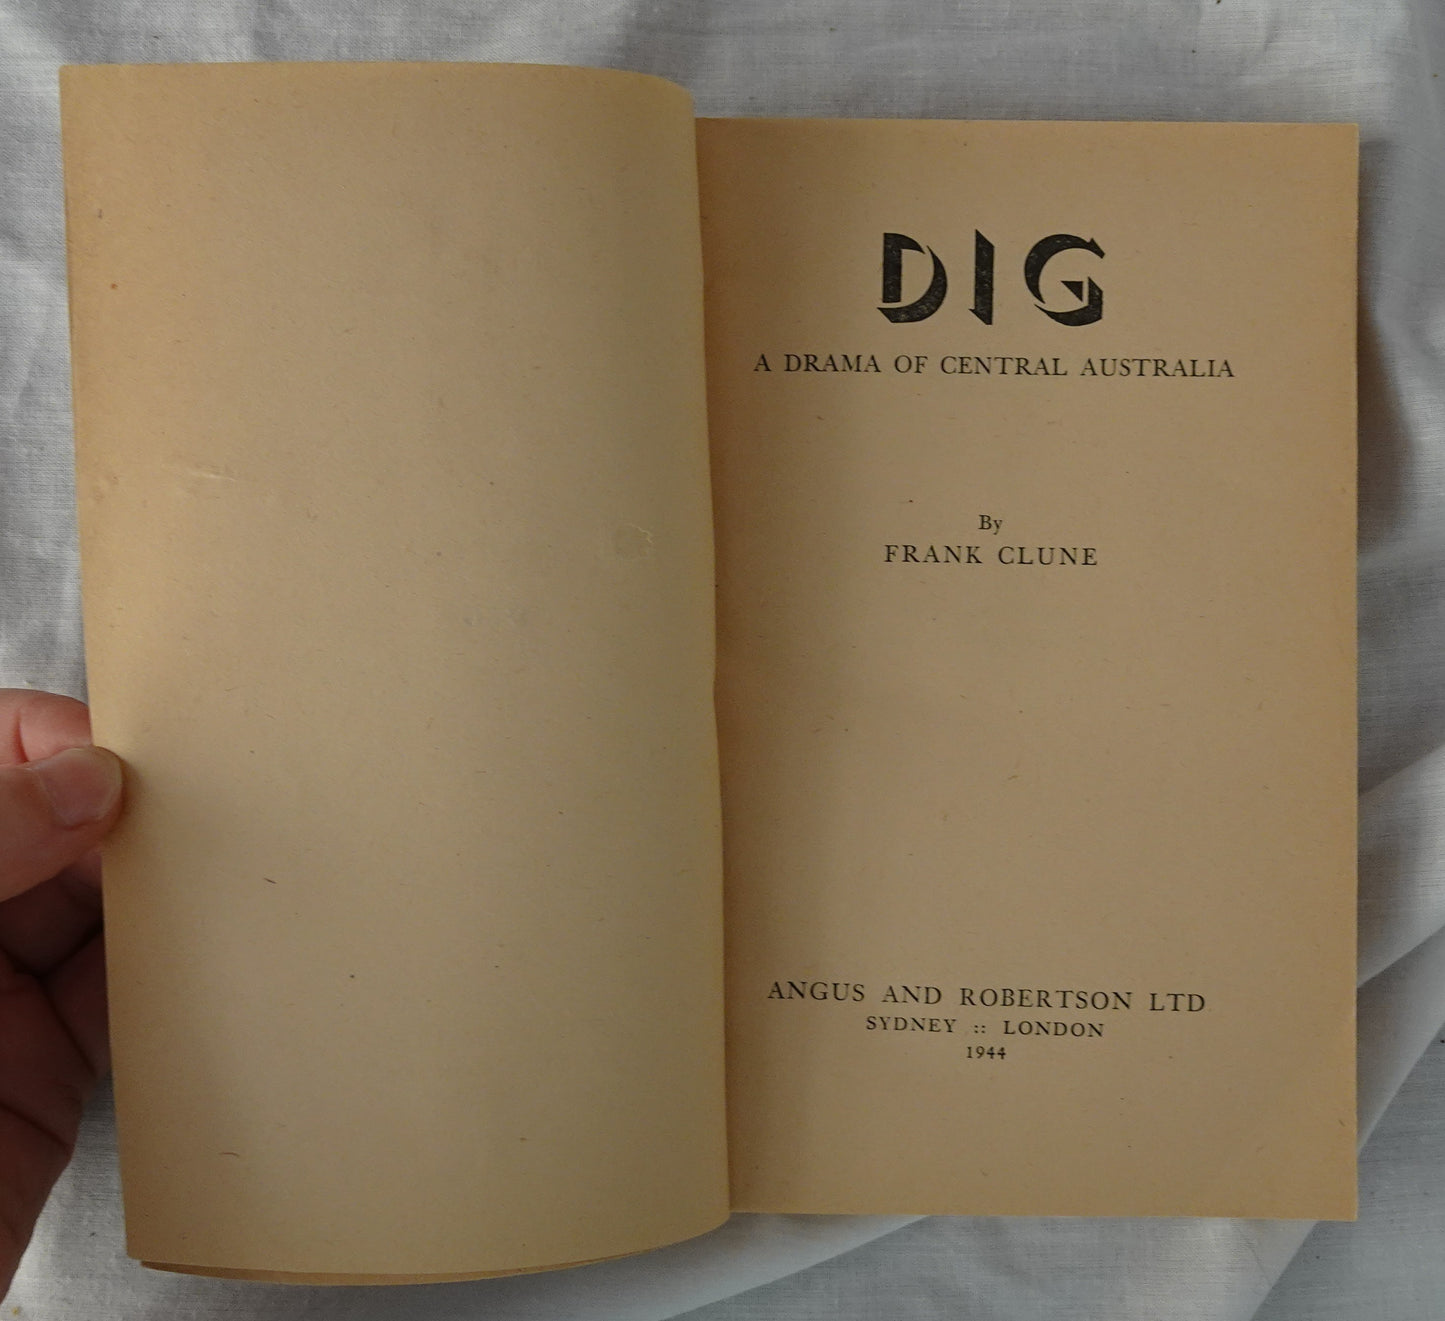 DIG
A DRAMA OF CENTRAL AUSTRALIA
By
FRANK CLUNE
ANGUS AND ROBERTSON LTD
SYDNEY :: LONDON
1944